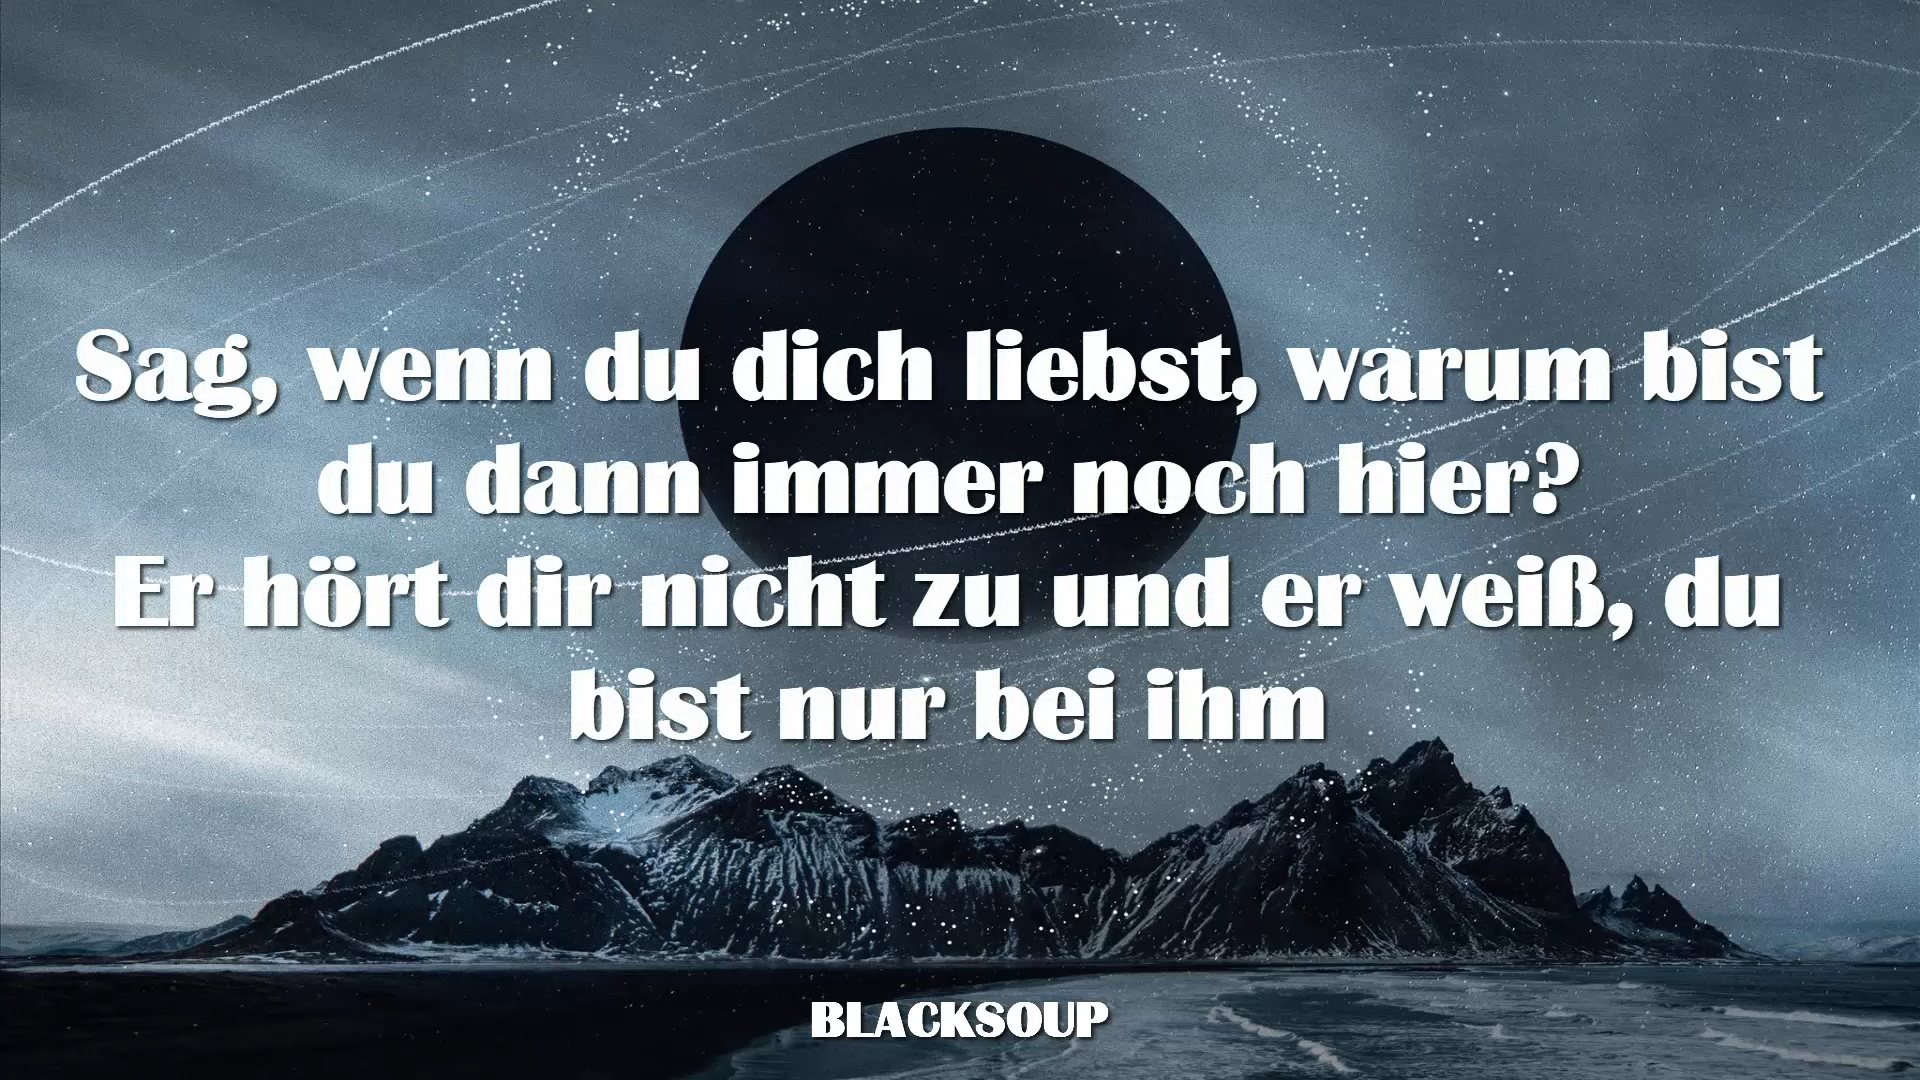 Sag, wenn du dich liebst, warum bist
du dann immer noch hier?
Er hört dir nicht zu und er weiß, du
bist nur bei ihm
BLACKSOUP